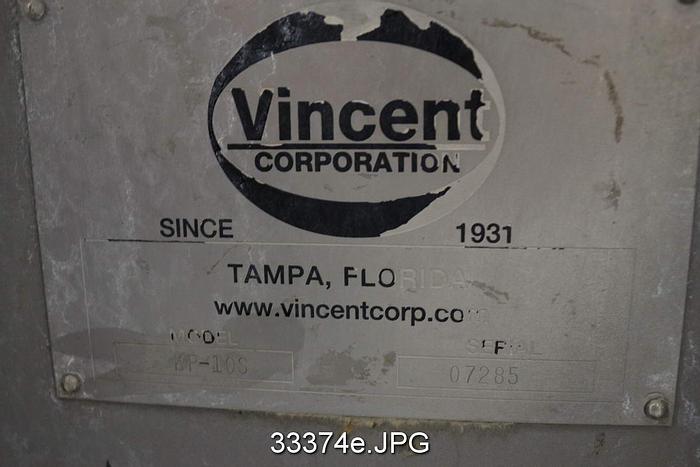 Vincent
CORPORATION
SINCE 1931
TAMPA, FLORIDA
www.vincentcorp.com
MODEL SERIAL
07285
33374e.JPG